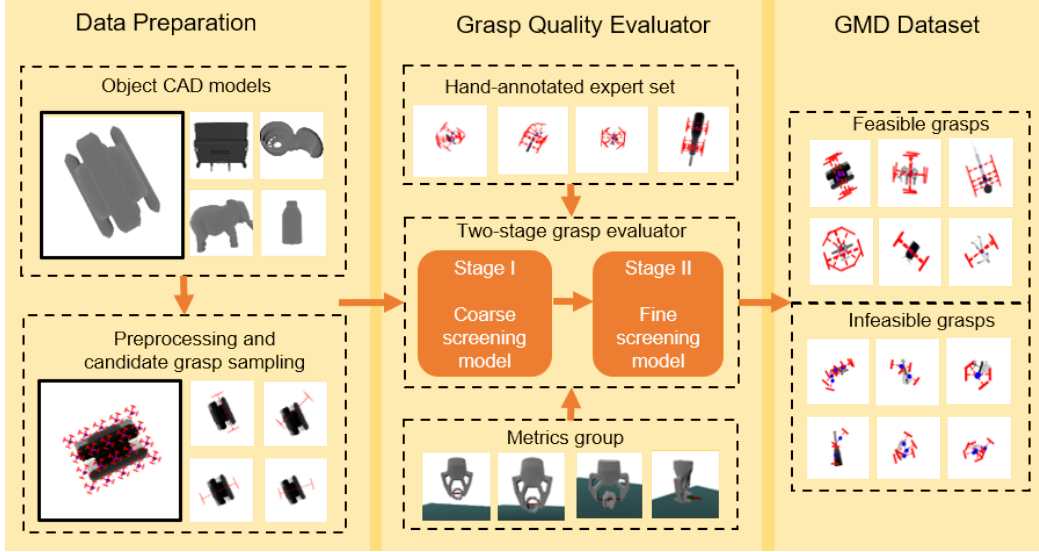 Data Preparation
Object CAD models
Preprocessing and
candidate grasp sampling
Grasp Quality Evaluator
Hand-annotated expert set
Two-stage grasp evaluator
Stage I
Coarse
screening
model
Stage II
Fine
screening
model
Metrics group
GMD Dataset
Feasible grasps
Infeasible grasps